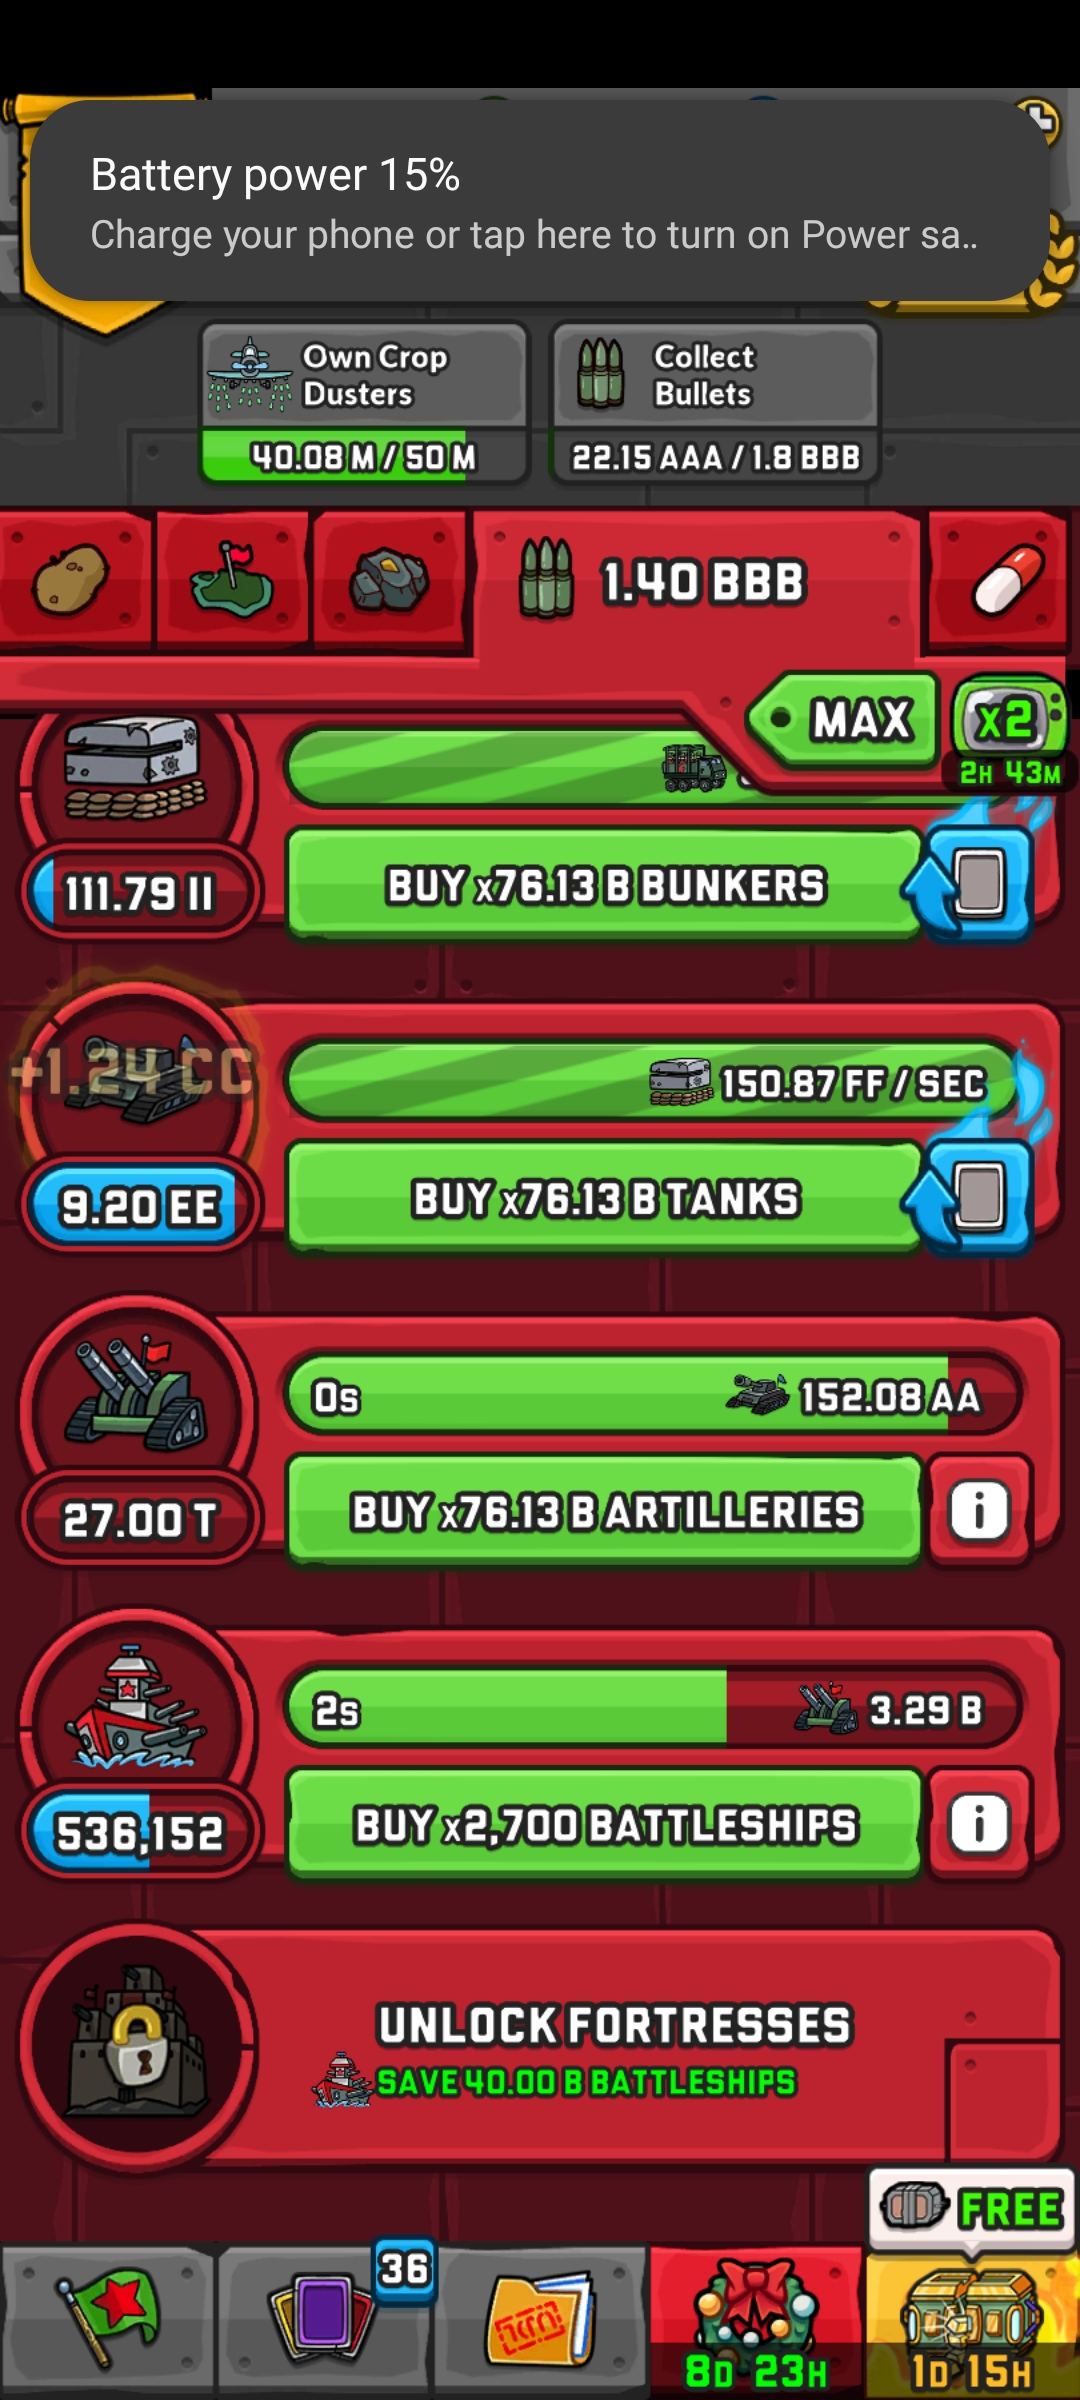 Battery power 15%
Charge your phone or tap here to turn on Power sa..
Own Crop
Dusters
40.08 M / 50 M
Collect
Bullets
22.15 AAA / 1.8 BBB
1.40 BBB
MAX
x2
2H 43M
111.79 II
BUY x76.13 B BUNKERS
+1.24 CC
150.87 FF / SEC
9.20 EE
BUY x76.13 B TANKS
0s
152.08 AA
27.00 T
BUY x76.13 B ARTILLERIES
i
2s
3.29 B
536,152
BUY x2,700 BATTLESHIPS
i
UNLOCK FORTRESSES
SAVE 40.00 B BATTLESHIPS
FREE
36
8D 23H
1D 15H